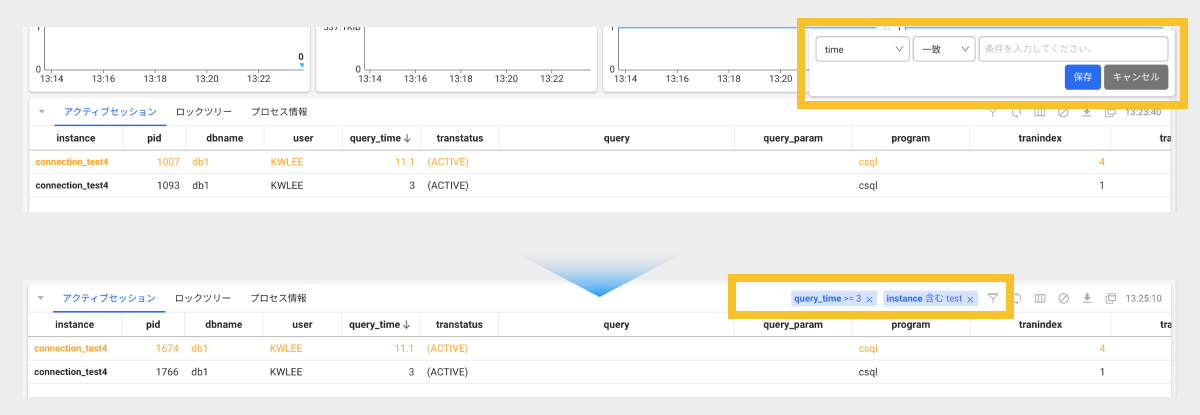 1 337.1KiB 1 1
0
0 0 0
13:14 13:16 13:18 13:20 13:22 13:14 13:16 13:18 13:20 13:22 13:14 13:16 13:18 13:20
time 一致 条件を入力してください。
保存 キャンセル
アクティブセッション ロックツリー プロセス情報 13:23:40
instance pid dbname user query_time transtatus query query_param program tranindex tra
connection_test4 1007 db1 KWLEE 11.1 (ACTIVE) csql 4
connection_test4 1093 db1 KWLEE 3 (ACTIVE) csql 1
アクティブセッション ロックツリー プロセス情報 query_time >= 3 × instance 含む test × 13:25:10
instance pid dbname user query_time transtatus query query_param program tranindex tra
connection_test4 1674 db1 KWLEE 11.1 (ACTIVE) csql 4
connection_test4 1766 db1 KWLEE 3 (ACTIVE) csql 1